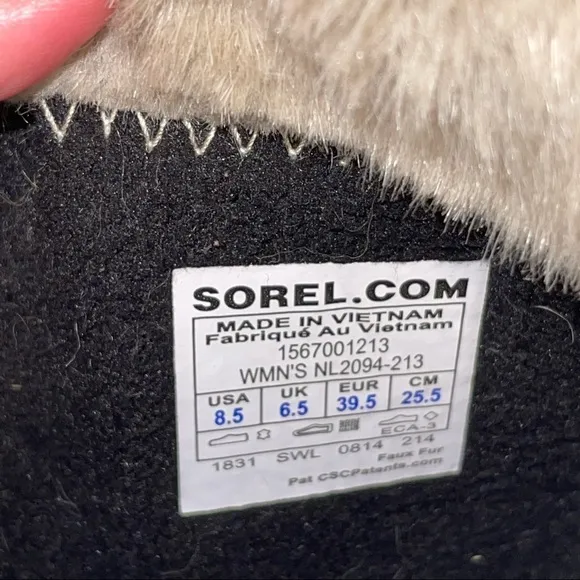 SOREL.COM
MADE IN VIETNAM
Fabriqué Au Vietnam
1567001213
WMN'S NL2094-213
USA UK EUR CM
8.5 6.5 39.5 25.5
ECA-3
1831 SWL 0814 214
Faux Fur
Pat CSCPatents.com